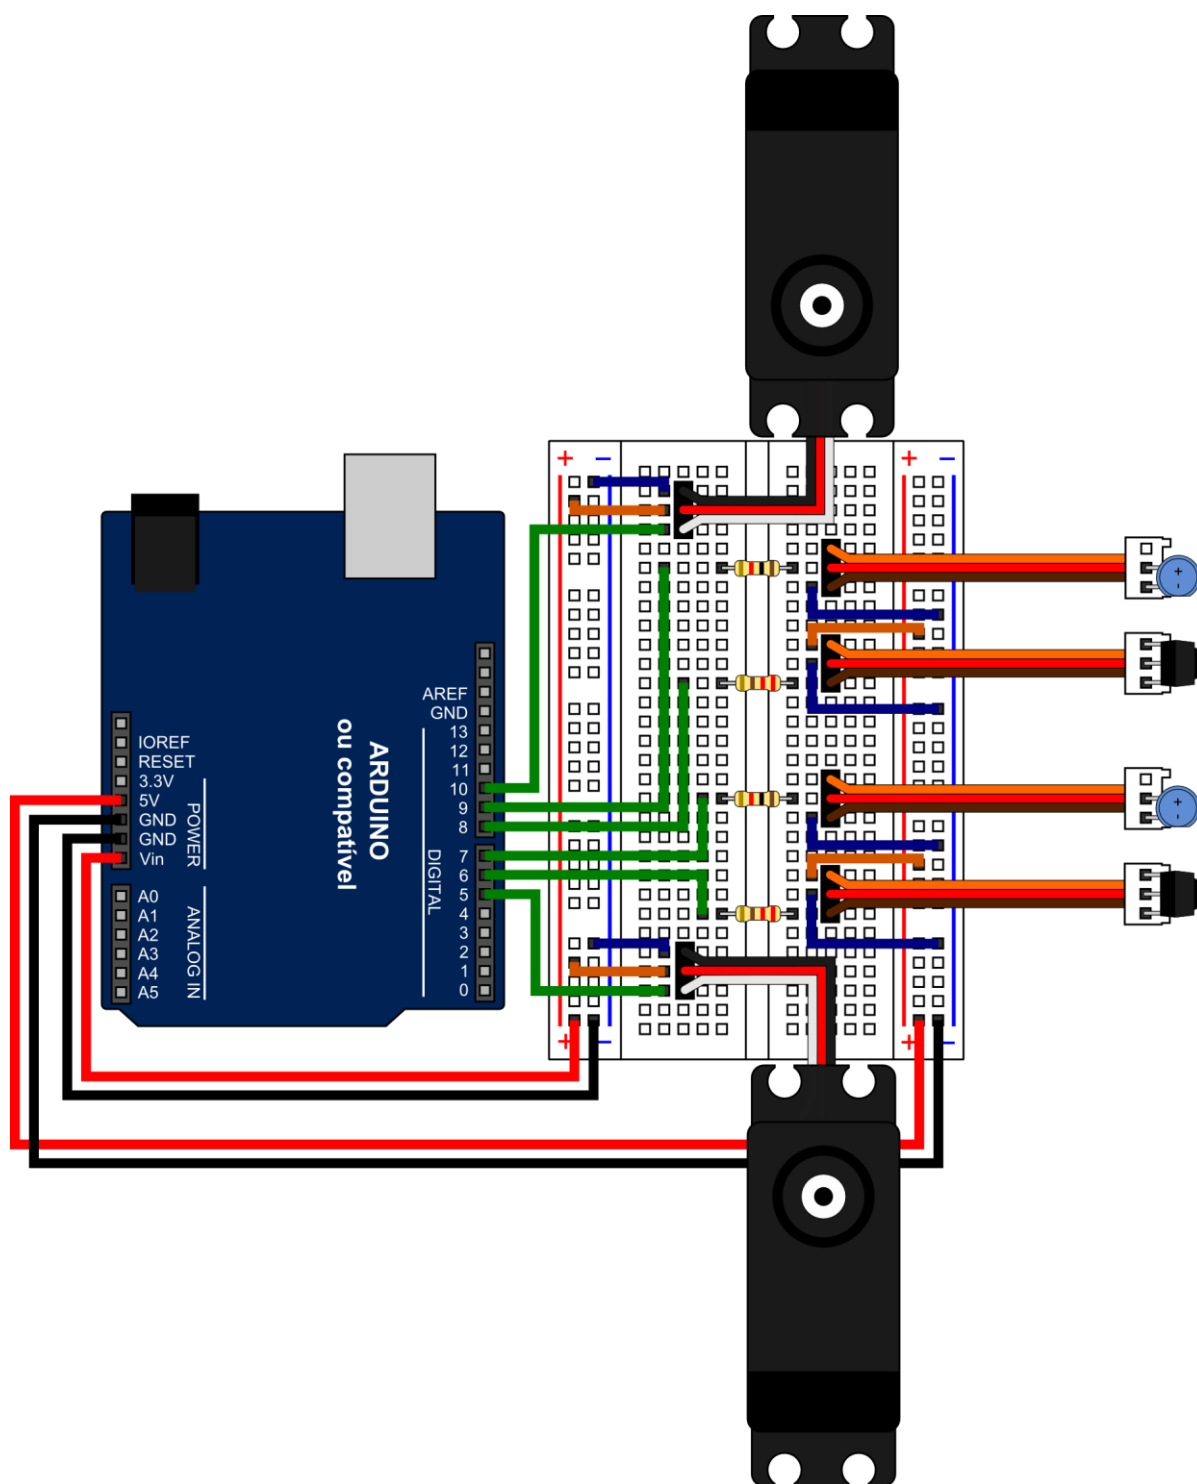 + −
+ −
AREF
GND
13
12
11
10
9
8
7
6
5
4
3
2
1
0
DIGITAL
ARDUINO
ou compatível
IOREF
RESET
3.3V
5V
GND
GND
Vin
POWER
A0
A1
A2
A3
A4
A5
ANALOG IN
+
-
+
-
+ −
+ −